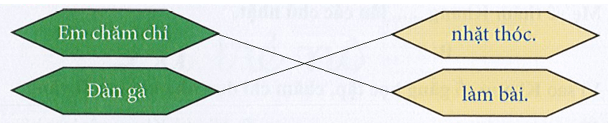 Em chăm chỉ
nhặt thóc.
Đàn gà
làm bài.